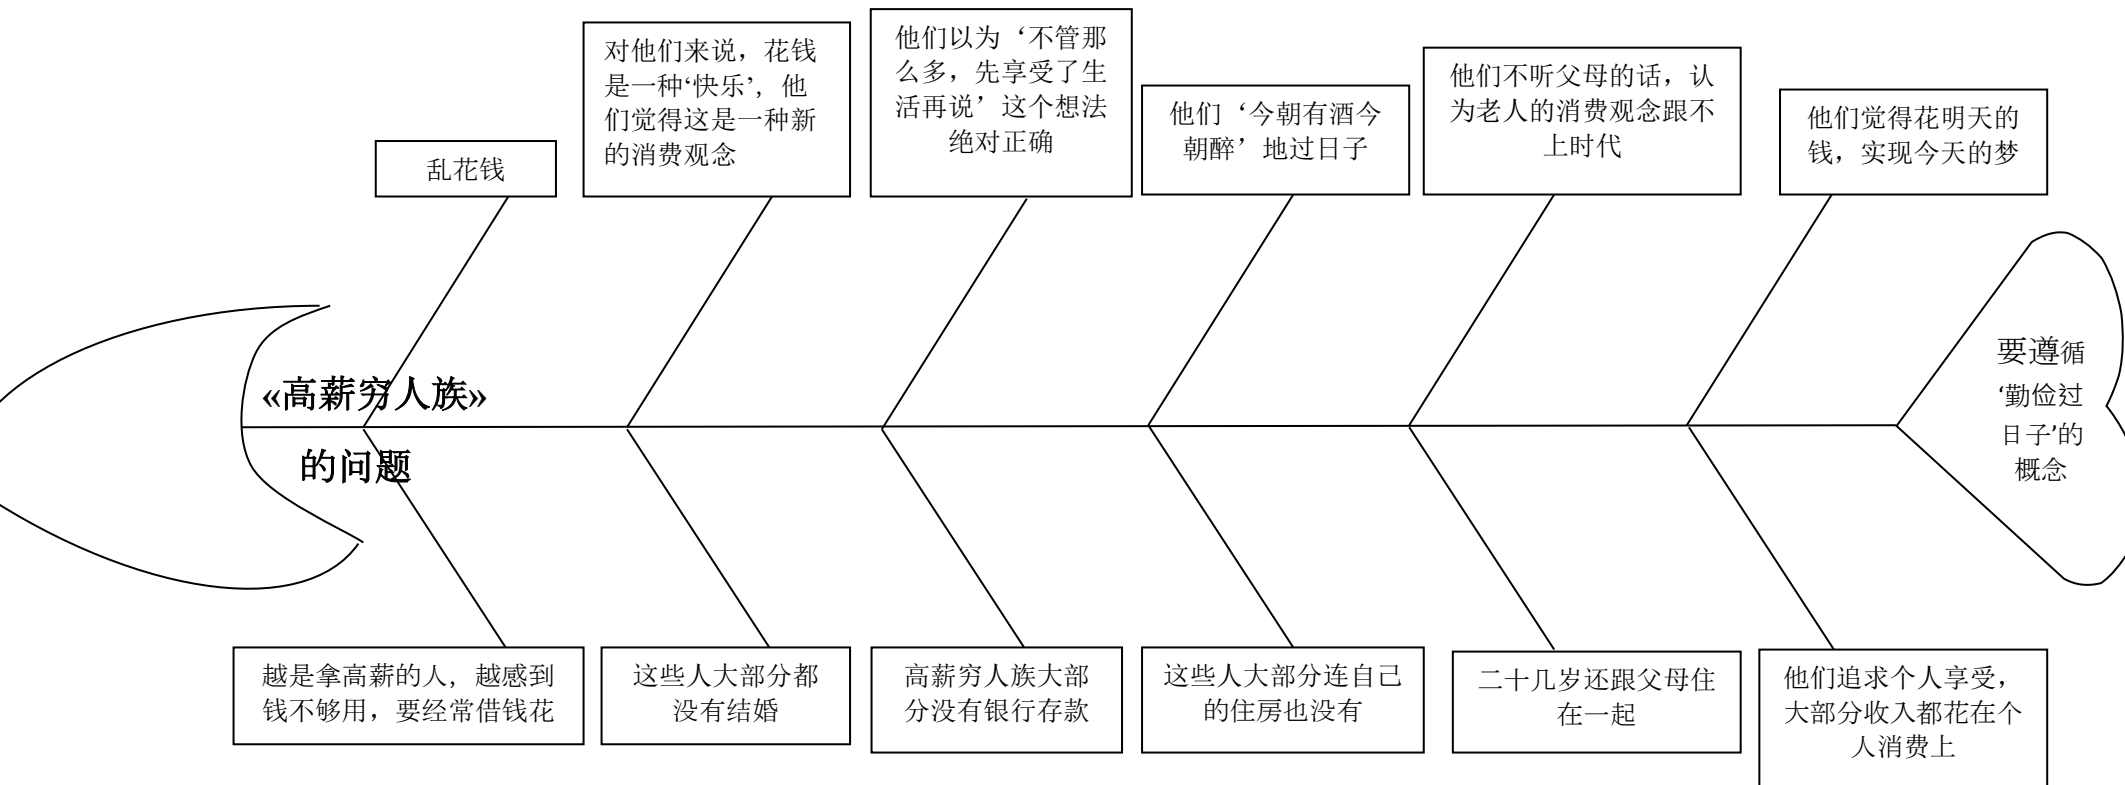 乱花钱
对他们来说，花钱
是一种‘快乐’，他
们觉得这是一种新
的消费观念
他们以为‘不管那
么多，先享受了生
活再说’这个想法
绝对正确
他们‘今朝有酒今
朝醉’地过日子
他们不听父母的话，认
为老人的消费观念跟不
上时代
他们觉得花明天的
钱，实现今天的梦
«高薪穷人族»
的问题
要遵循
‘勤俭过
日子’的
概念
越是拿高薪的人，越感到
钱不够用，要经常借钱花
这些人大部分都
没有结婚
高薪穷人族大部
分没有银行存款
这些人大部分连自己
的住房也没有
二十几岁还跟父母住
在一起
他们追求个人享受，
大部分收入都花在个
人消费上